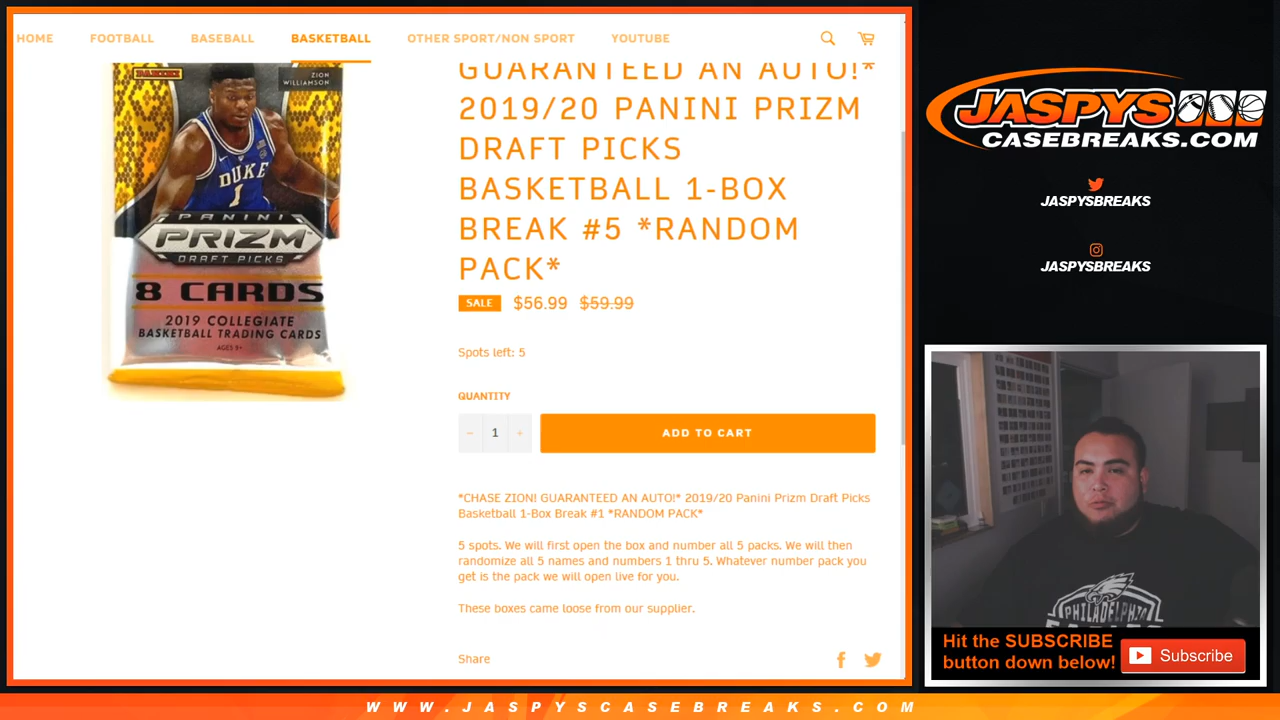 HOME FOOTBALL BASEBALL BASKETBALL OTHER SPORT/NON SPORT YOUTUBE
PANINI
ZION
WILLIAMSON
DUKE
1
PANINI
PRIZM
DRAFT PICKS
8 CARDS
2019 COLLEGIATE
BASKETBALL TRADING CARDS
AGES 9+
GUARANTEED AN AUTO!*
2019/20 PANINI PRIZM
DRAFT PICKS
BASKETBALL 1-BOX
BREAK #5 *RANDOM
PACK*
SALE $56.99 $59.99
Spots left: 5
QUANTITY
− 1 + ADD TO CART
*CHASE ZION! GUARANTEED AN AUTO!* 2019/20 Panini Prizm Draft Picks
Basketball 1-Box Break #1 *RANDOM PACK*
5 spots. We will first open the box and number all 5 packs. We will then
randomize all 5 names and numbers 1 thru 5. Whatever number pack you
get is the pack we will open live for you.
These boxes came loose from our supplier.
Share
JASPYS
CASEBREAKS.COM
JASPYSBREAKS
JASPYSBREAKS
PHILADELPHIA
EAGLES
Hit the SUBSCRIBE
button down below!
Subscribe
WWW.JASPYSCASEBREAKS.COM